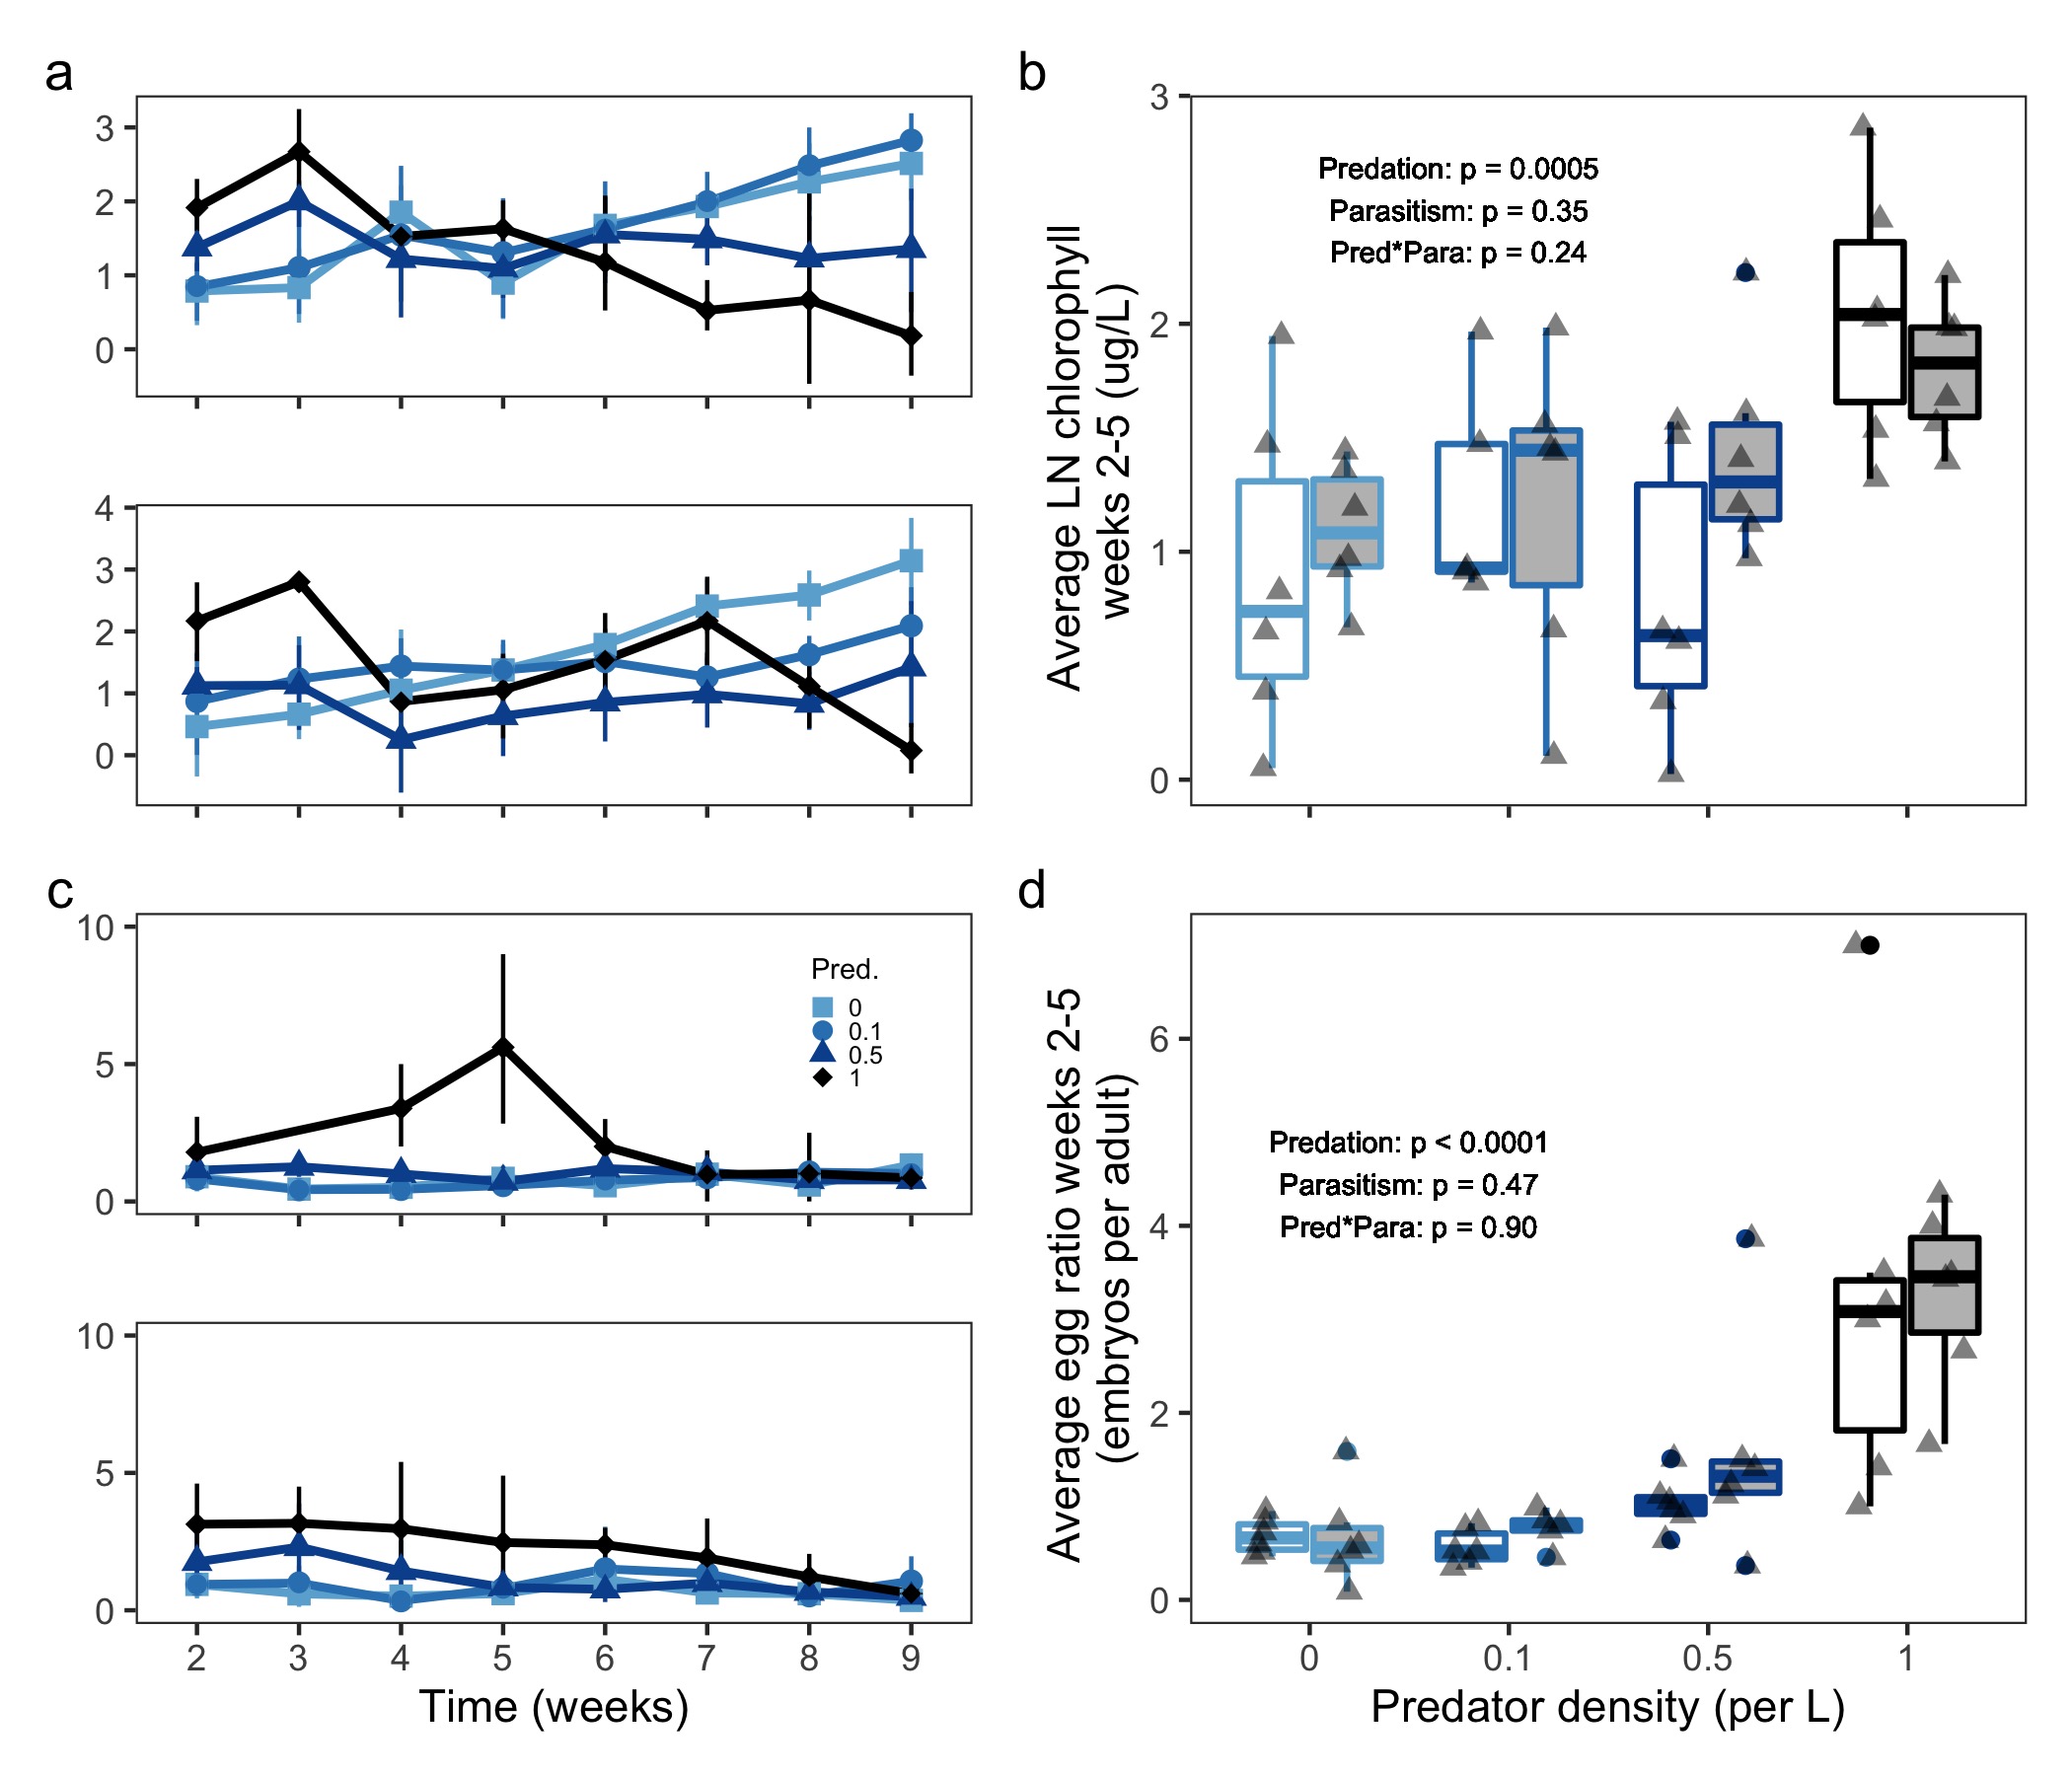 a
3
2
1
0
4
3
2
1
0
b
Average LN chlorophyll
weeks 2-5 (ug/L)
3
2
1
0
Predation: p = 0.0005
Parasitism: p = 0.35
Pred*Para: p = 0.24
c
10
5
0
Pred.
0
0.1
0.5
1
10
5
0
2 3 4 5 6 7 8 9
Time (weeks)
d
Average egg ratio weeks 2-5
(embryos per adult)
6
4
2
0
Predation: p < 0.0001
Parasitism: p = 0.47
Pred*Para: p = 0.90
0 0.1 0.5 1
Predator density (per L)